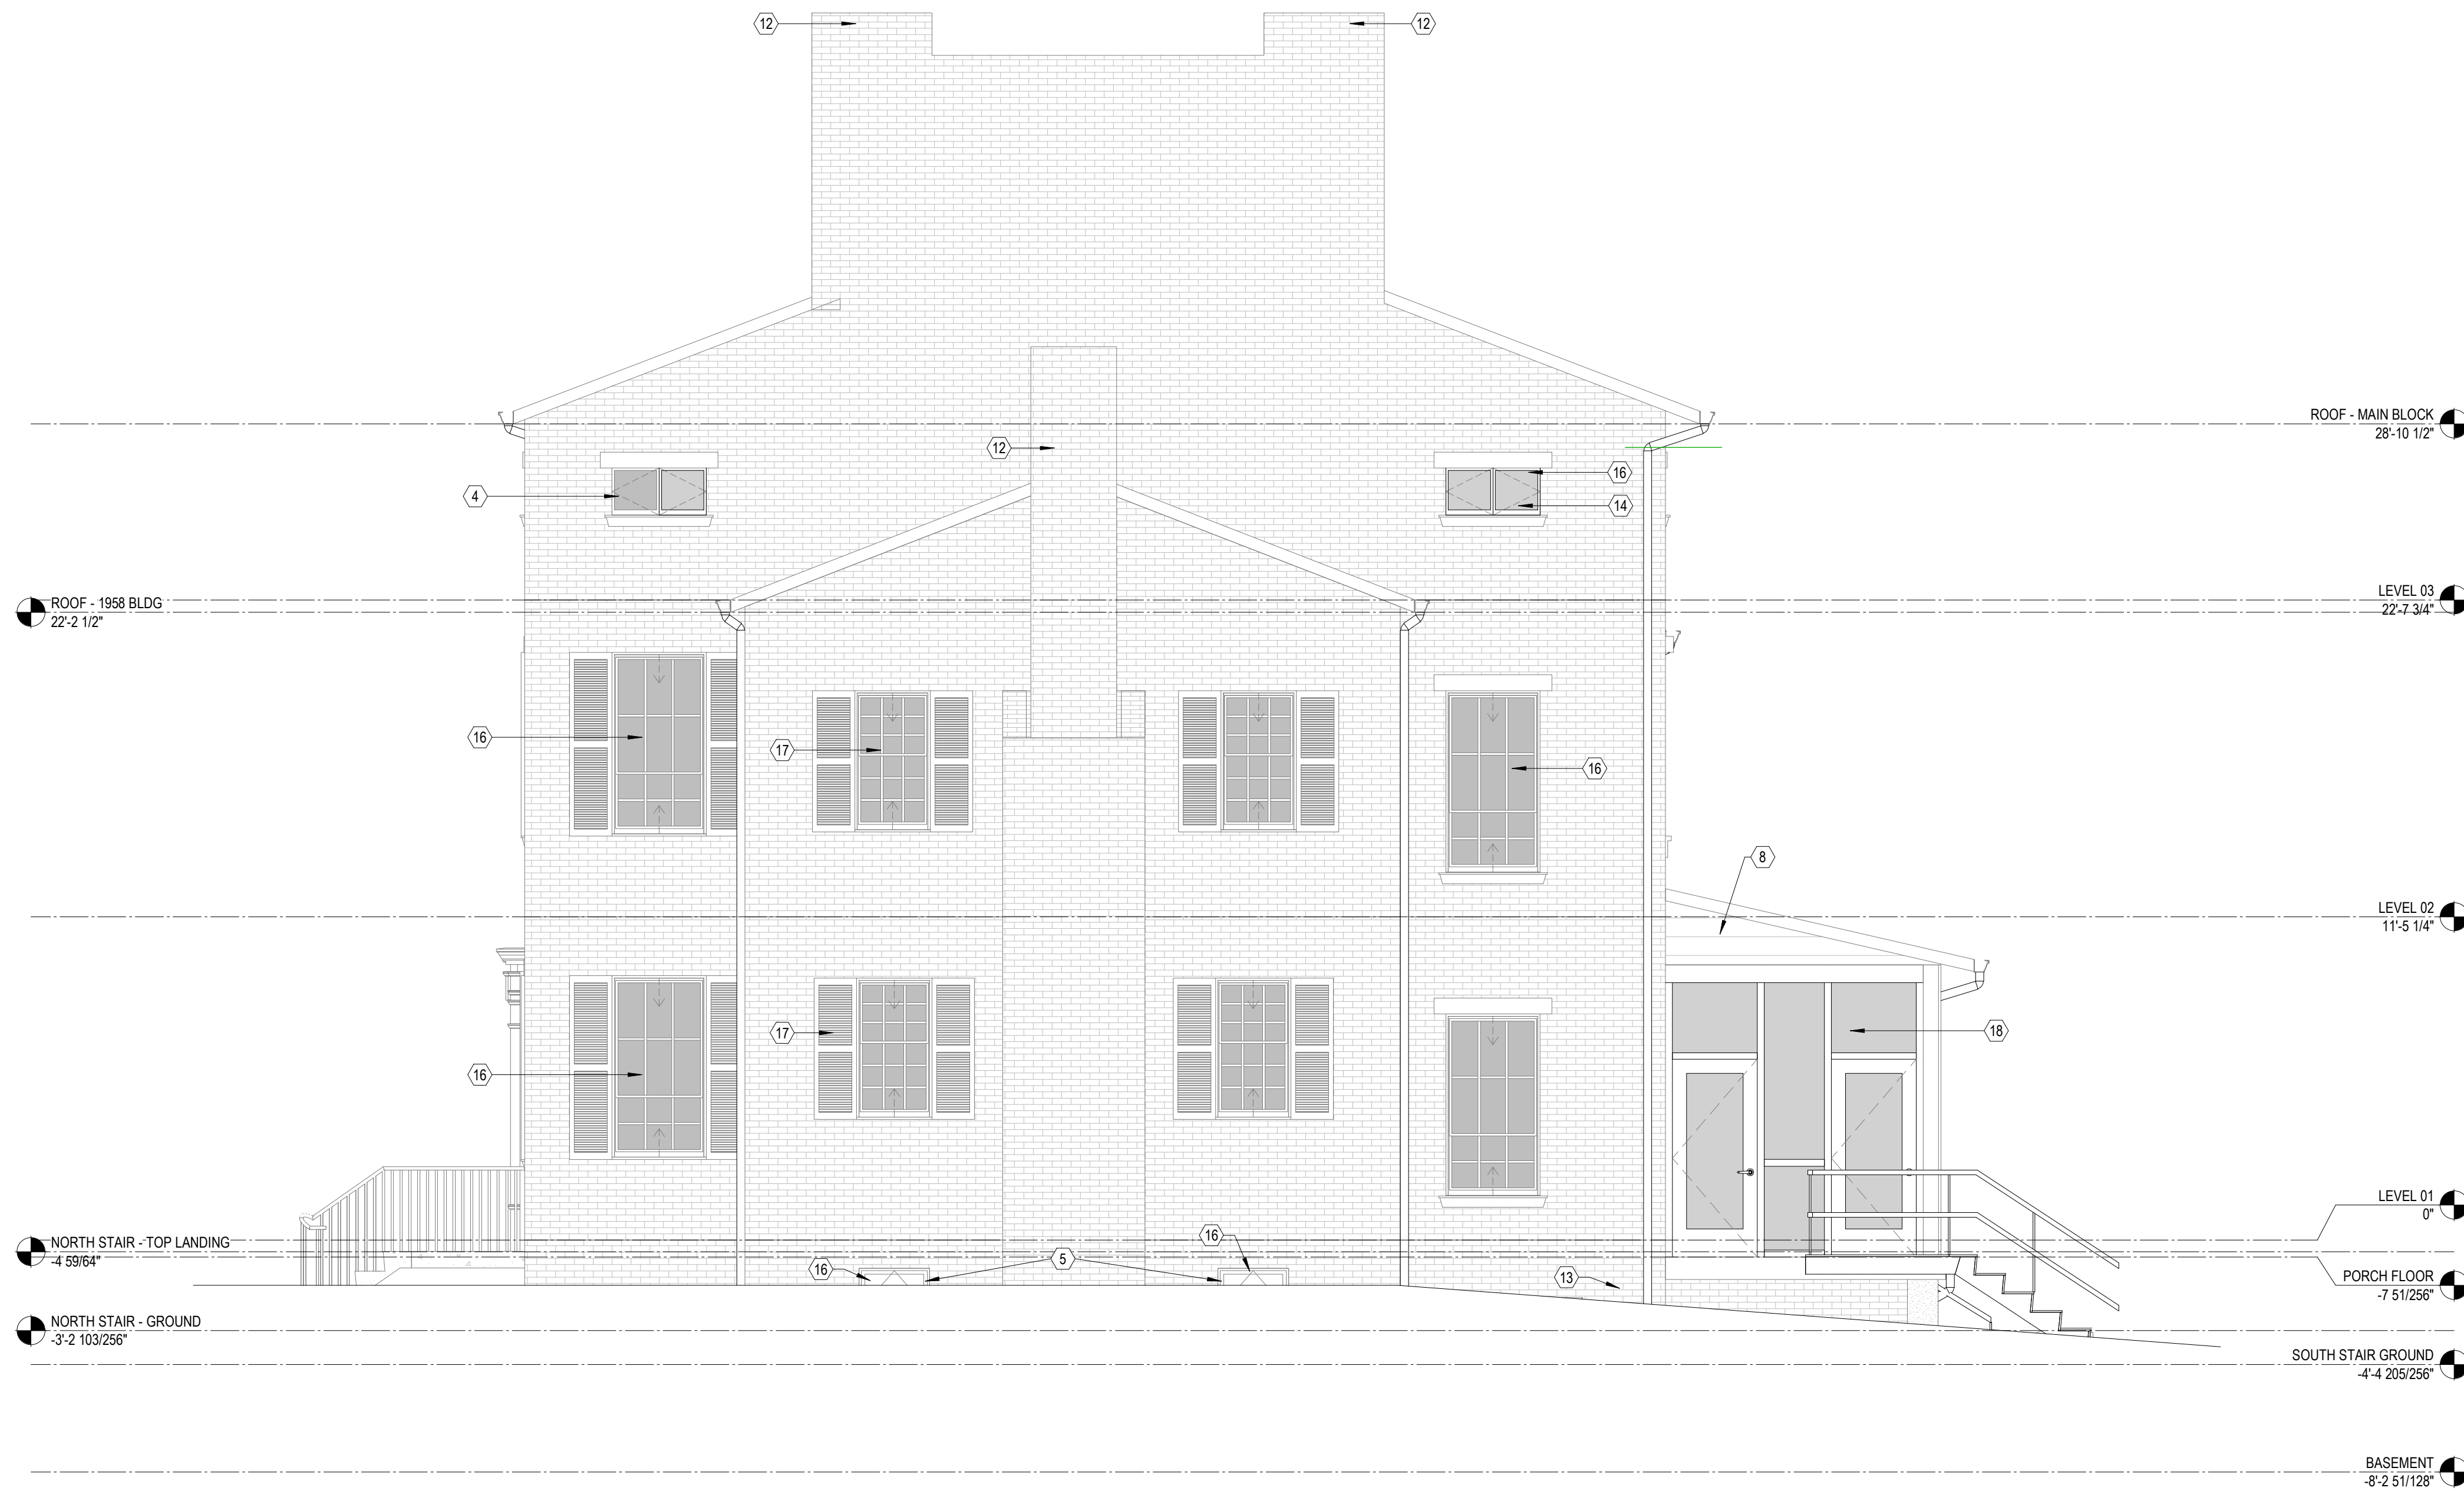 12
12
ROOF - MAIN BLOCK
28'-10 1/2"
12
16
4
14
ROOF - 1958 BLDG
22'-2 1/2"
LEVEL 03
22'-7 3/4"
16
17
16
8
LEVEL 02
11'-5 1/4"
17
18
16
LEVEL 01
0"
NORTH STAIR - TOP LANDING
-4 59/64"
16
5
16
13
PORCH FLOOR
-7 51/256"
NORTH STAIR - GROUND
-3'-2 103/256"
SOUTH STAIR GROUND
-4'-4 205/256"
BASEMENT
-8'-2 51/128"